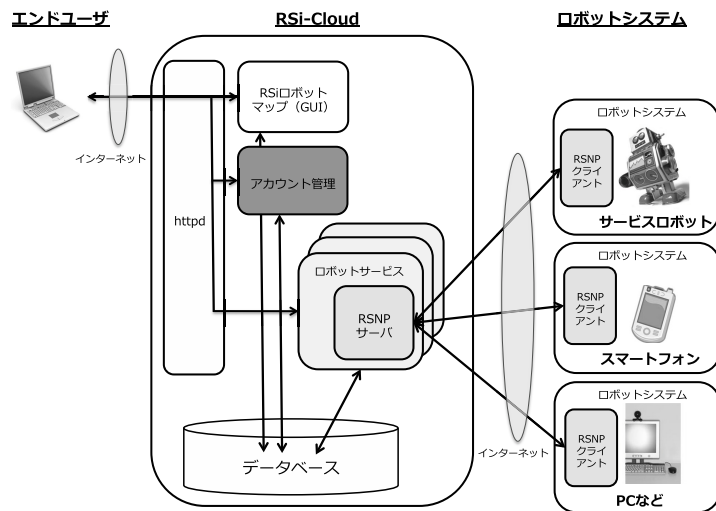 エンドユーザ
RSi-Cloud
ロボットシステム
RSiロボット
マップ（GUI）
インターネット
アカウント管理
httpd
ロボットサービス
RSNP
サーバ
データベース
インターネット
ロボットシステム
RSNP
クライ
アント
サービスロボット
ロボットシステム
RSNP
クライ
アント
スマートフォン
ロボットシステム
RSNP
クライ
アント
PCなど